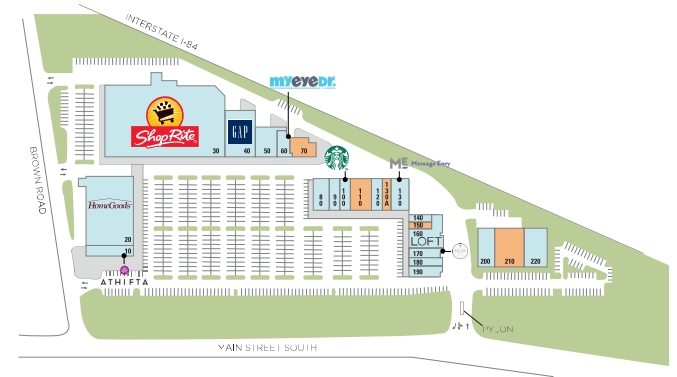 INTERSTATE I-84
myeyedr.
ShopRite
GAP
30
40
50
60
70
ME Massage Envy
BROWN ROAD
HomeGoods
20
10
ATHLETA
80
90
100
110
120
130A
130
140
150
160
LOFT
170
180
190
200
210
220
PYLON
MAIN STREET SOUTH